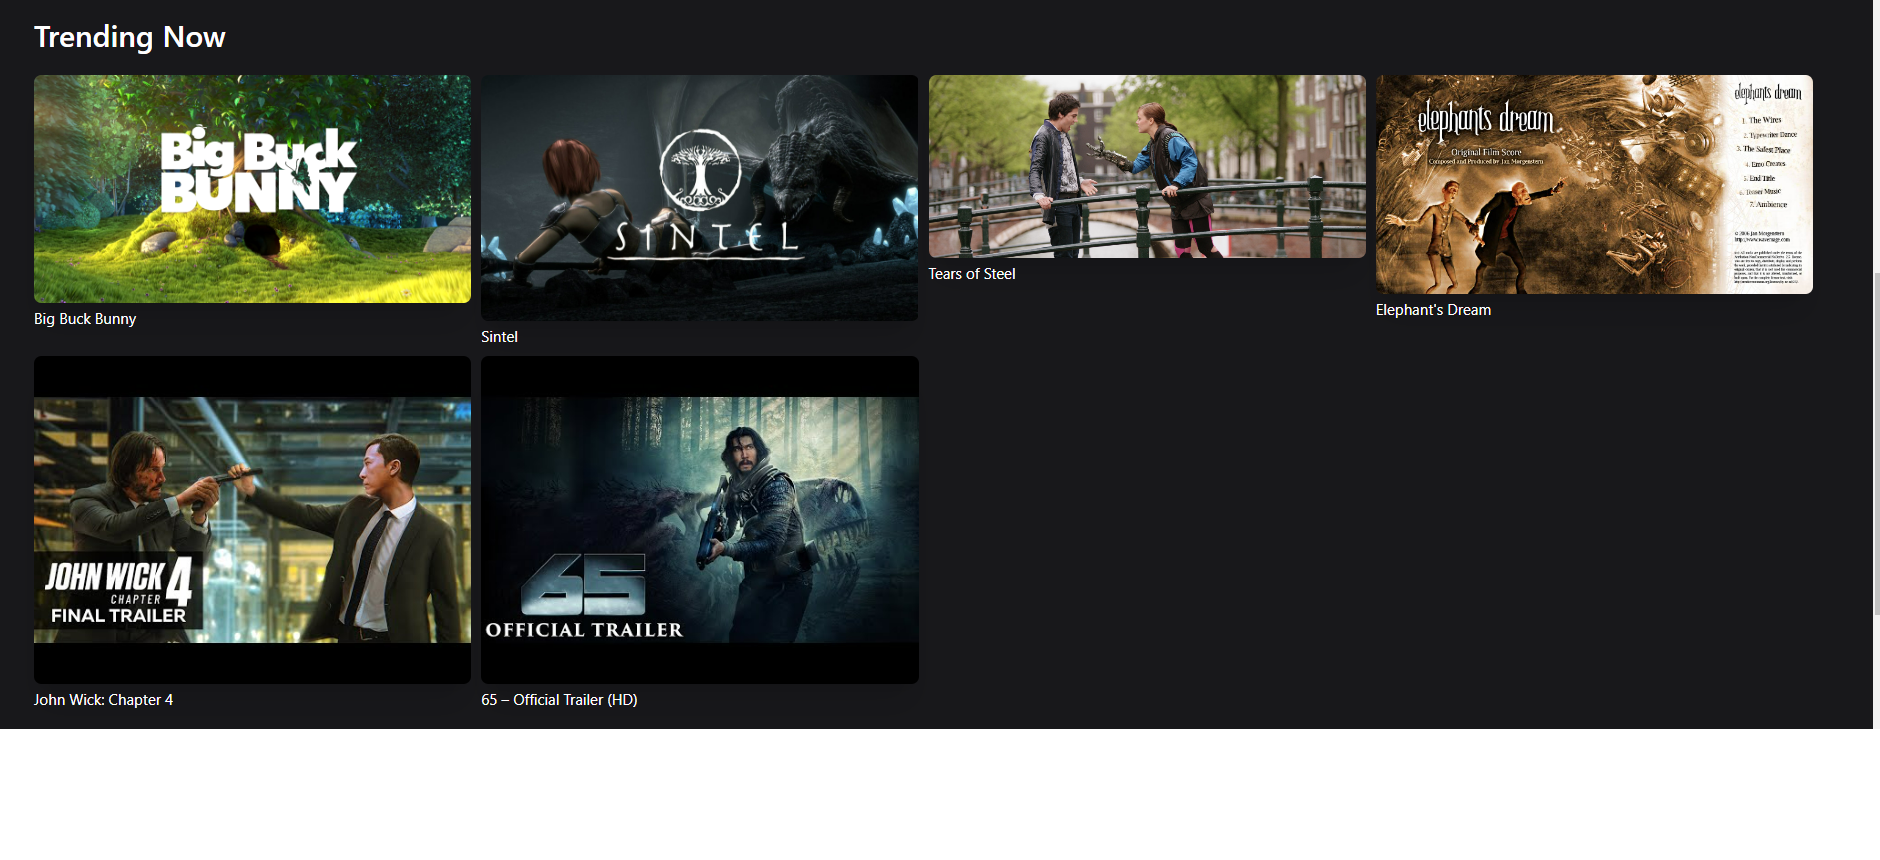 Trending Now
Big Buck
BUNNY
Big Buck Bunny
SINTEL
Sintel
Tears of Steel
elephants dream
Original Film Score
Composed and Produced by Jan Morgenstern
elephants dream
1. The Wires
2. Typewriter Dance
3. The Safest Place
4. Emo Creates
5. End Title
6. Teaser Music
7. Ambience
© 2006 Jan Morgenstern
Elephant's Dream
JOHN WICK
CHAPTER 4
FINAL TRAILER
John Wick: Chapter 4
65
OFFICIAL TRAILER
65 – Official Trailer (HD)